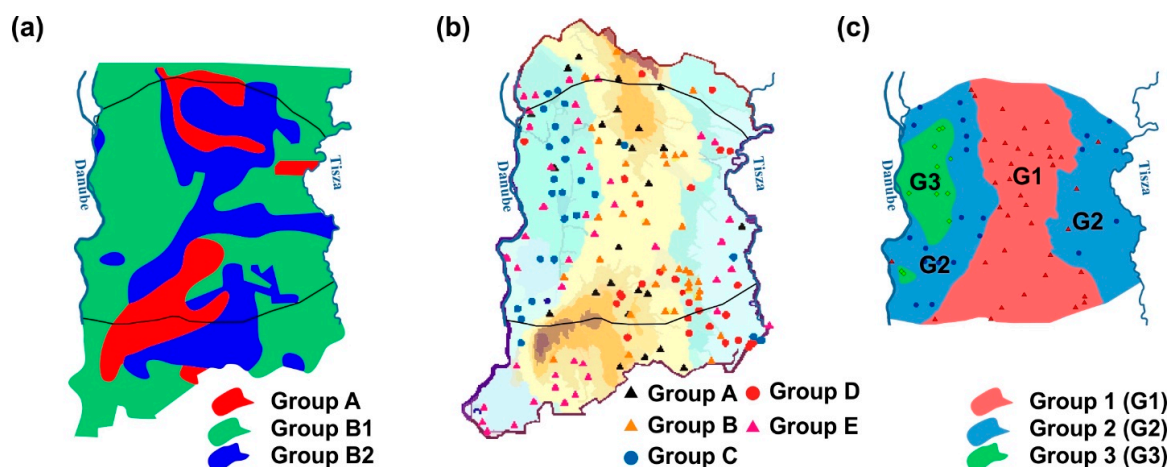 (a)
Danube
Tisza
Group A
Group B1
Group B2
(b)
Danube
Tisza
Group A
Group B
Group C
Group D
Group E
(c)
Danube
Tisza
G3
G1
G2
G2
Group 1 (G1)
Group 2 (G2)
Group 3 (G3)